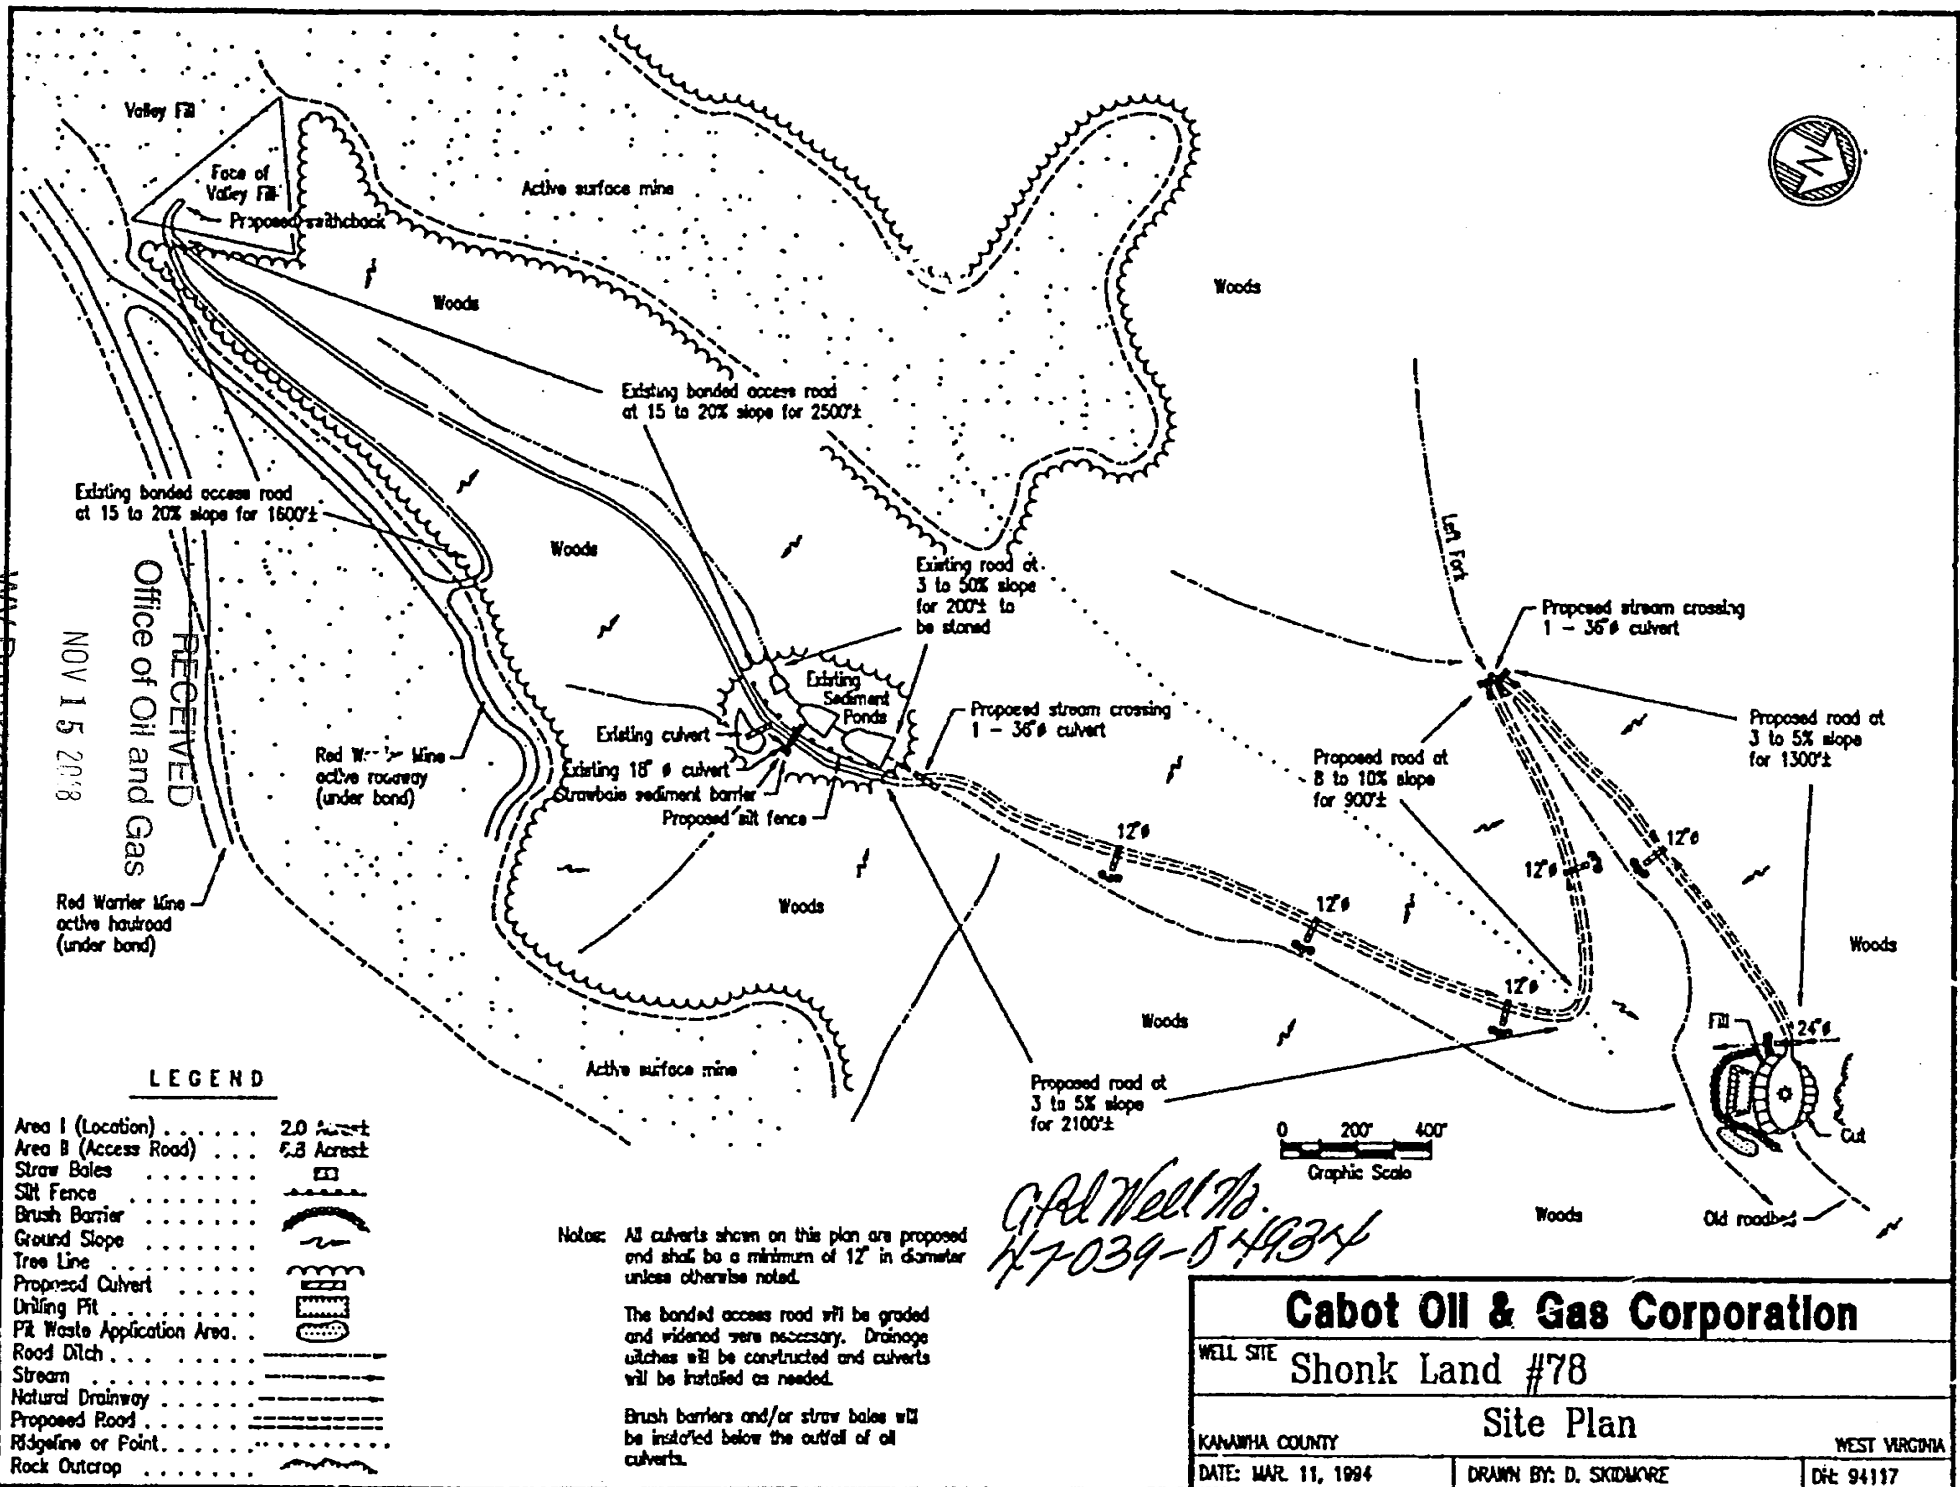 Valley Fill
Face of
Valley Fill
Proposed switchback
Active surface mine
N
Woods
Woods
Existing bonded access road
at 15 to 20% slope for 2500'±
Existing bonded access road
at 15 to 20% slope for 1600'±
Woods
Left Fork
Existing road at
3 to 50% slope
for 200'± to
be stoned
Proposed stream crossing
1 - 36"ø culvert
RECEIVED
Office of Oil and Gas
NOV 15
Existing
Sediment
Ponds
Existing culvert
Proposed stream crossing
1 - 36"ø culvert
Proposed road at
3 to 5% slope
for 1300'±
Proposed road at
8 to 10% slope
for 900'±
Red Mine
active roadway
(under bond)
Existing 18" ø culvert
Strawbale sediment barrier
Proposed silt fence
12"ø
12"ø
12"ø
12"ø
12"ø
Red Warrior Mine
active haulroad
(under bond)
Woods
Woods
Woods
Fill
24"ø
Active surface mine
Proposed road at
3 to 5% slope
for 2100'±
Cut
0 200' 400'
Graphic Scale
Woods
Old roadbed
LEGEND
Area I (Location) 2.0 Acres±
Area II (Access Road) Acres±
Straw Bales
Silt Fence
Brush Barrier
Ground Slope
Tree Line
Proposed Culvert
Drilling Pit
Pit Waste Application Area
Road Ditch
Stream
Natural Drainway
Proposed Road
Ridgeline or Point
Rock Outcrop
Notes: All culverts shown on this plan are proposed
and shall be a minimum of 12" in diameter
unless otherwise noted.
The bonded access road will be graded
and widened were necessary. Drainage
ditches will be constructed and culverts
will be installed as needed.
Brush barriers and/or straw bales will
be installed below the outfall of all
culverts.
Well No.
47-039-04934
Cabot Oil & Gas Corporation
WELL SITE Shonk Land #78
Site Plan
KANAWHA COUNTY WEST VIRGINIA
DATE: MAR. 11, 1994 DRAWN BY: D. SKIDMORE 94117